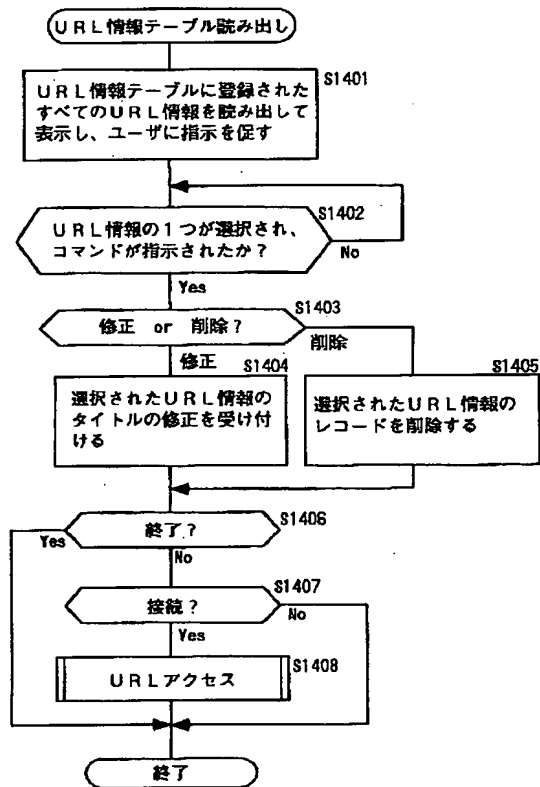 URL情報テーブル読み出し
S1401
URL情報テーブルに登録された
すべてのURL情報を読み出して
表示し、ユーザに指示を促す
S1402
URL情報の1つが選択され、
コマンドが指示されたか?
No
Yes
S1403
修正 or 削除?
削除
修正
S1404
選択されたURL情報の
タイトルの修正を受け付
ける
S1405
選択されたURL情報の
レコードを削除する
S1406
終了?
Yes
No
S1407
接続?
No
Yes
S1408
URLアクセス
終了